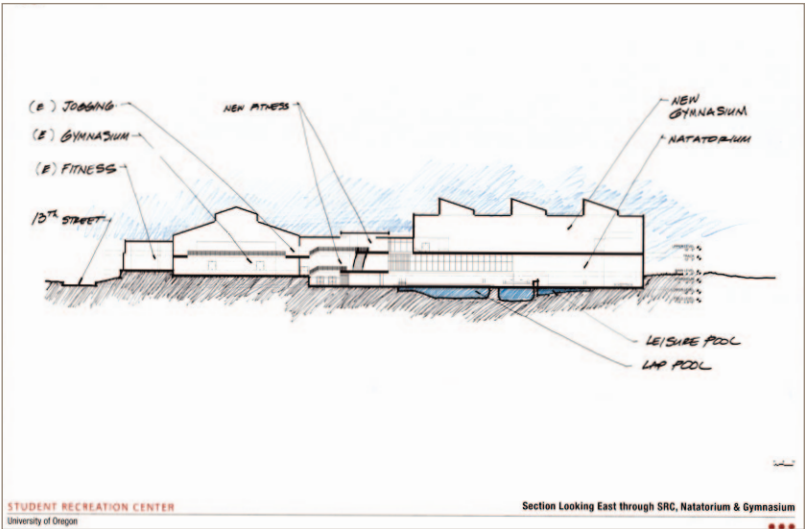 (E) JOGGING
(E) GYMNASIUM
(E) FITNESS
13TH STREET
NEW FITNESS
NEW
GYMNASIUM
NATATORIUM
LEISURE POOL
LAP POOL
STUDENT RECREATION CENTER
University of Oregon
Section Looking East through SRC, Natatorium & Gymnasium